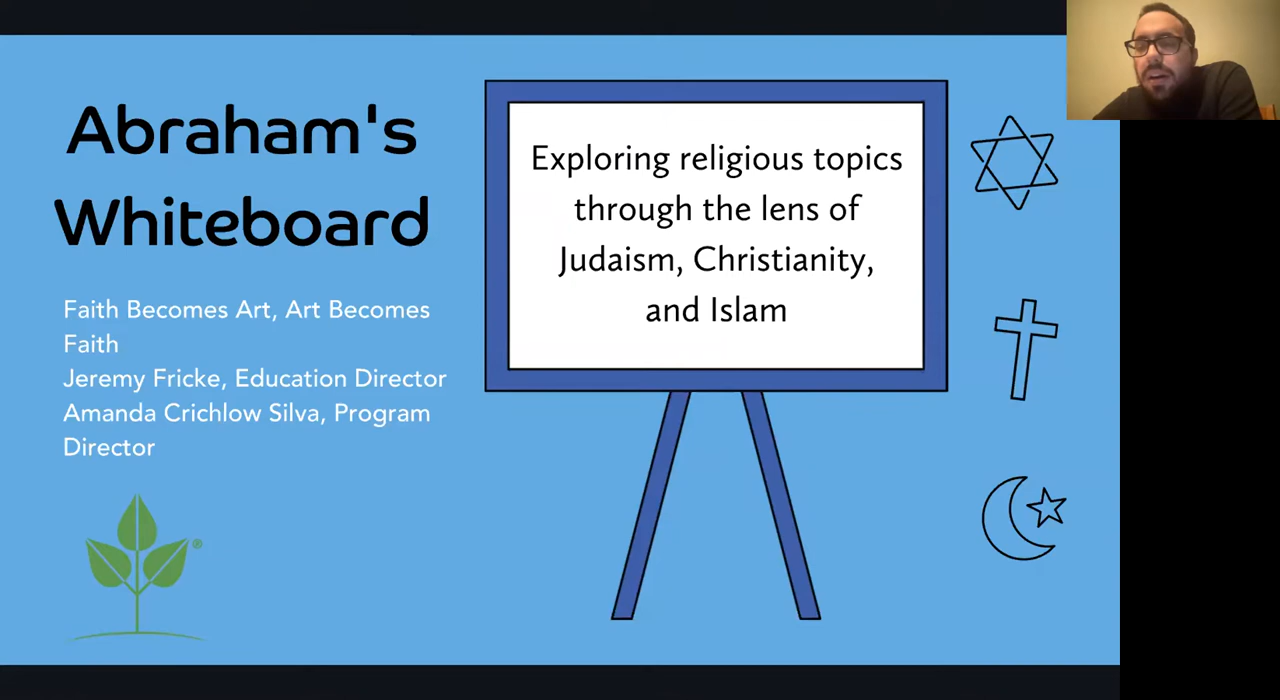 Abraham's
Whiteboard
Faith Becomes Art, Art Becomes
Faith
Jeremy Fricke, Education Director
Amanda Crichlow Silva, Program
Director
®
Exploring religious topics
through the lens of
Judaism, Christianity,
and Islam